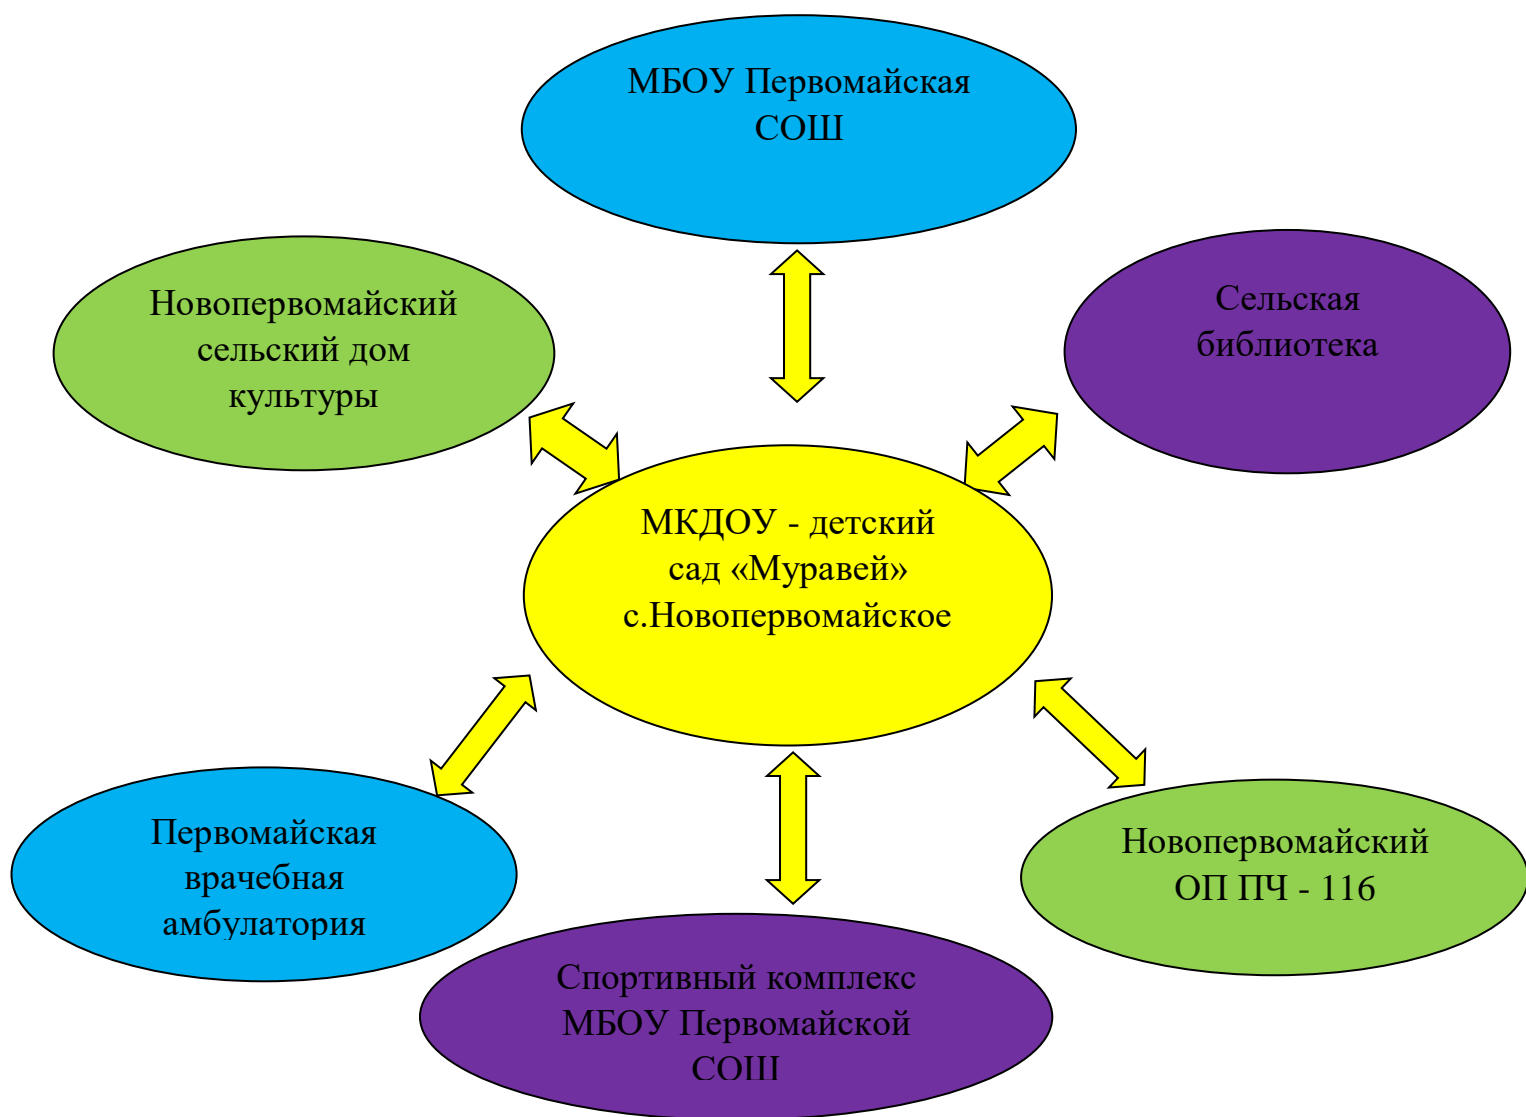 МБОУ Первомайская
СОШ
Новопервомайский
сельский дом
культуры
Сельская
библиотека
МКДОУ - детский
сад «Муравей»
с.Новопервомайское
Первомайская
врачебная
амбулатория
Новопервомайский
ОП ПЧ - 116
Спортивный комплекс
МБОУ Первомайской
СОШ